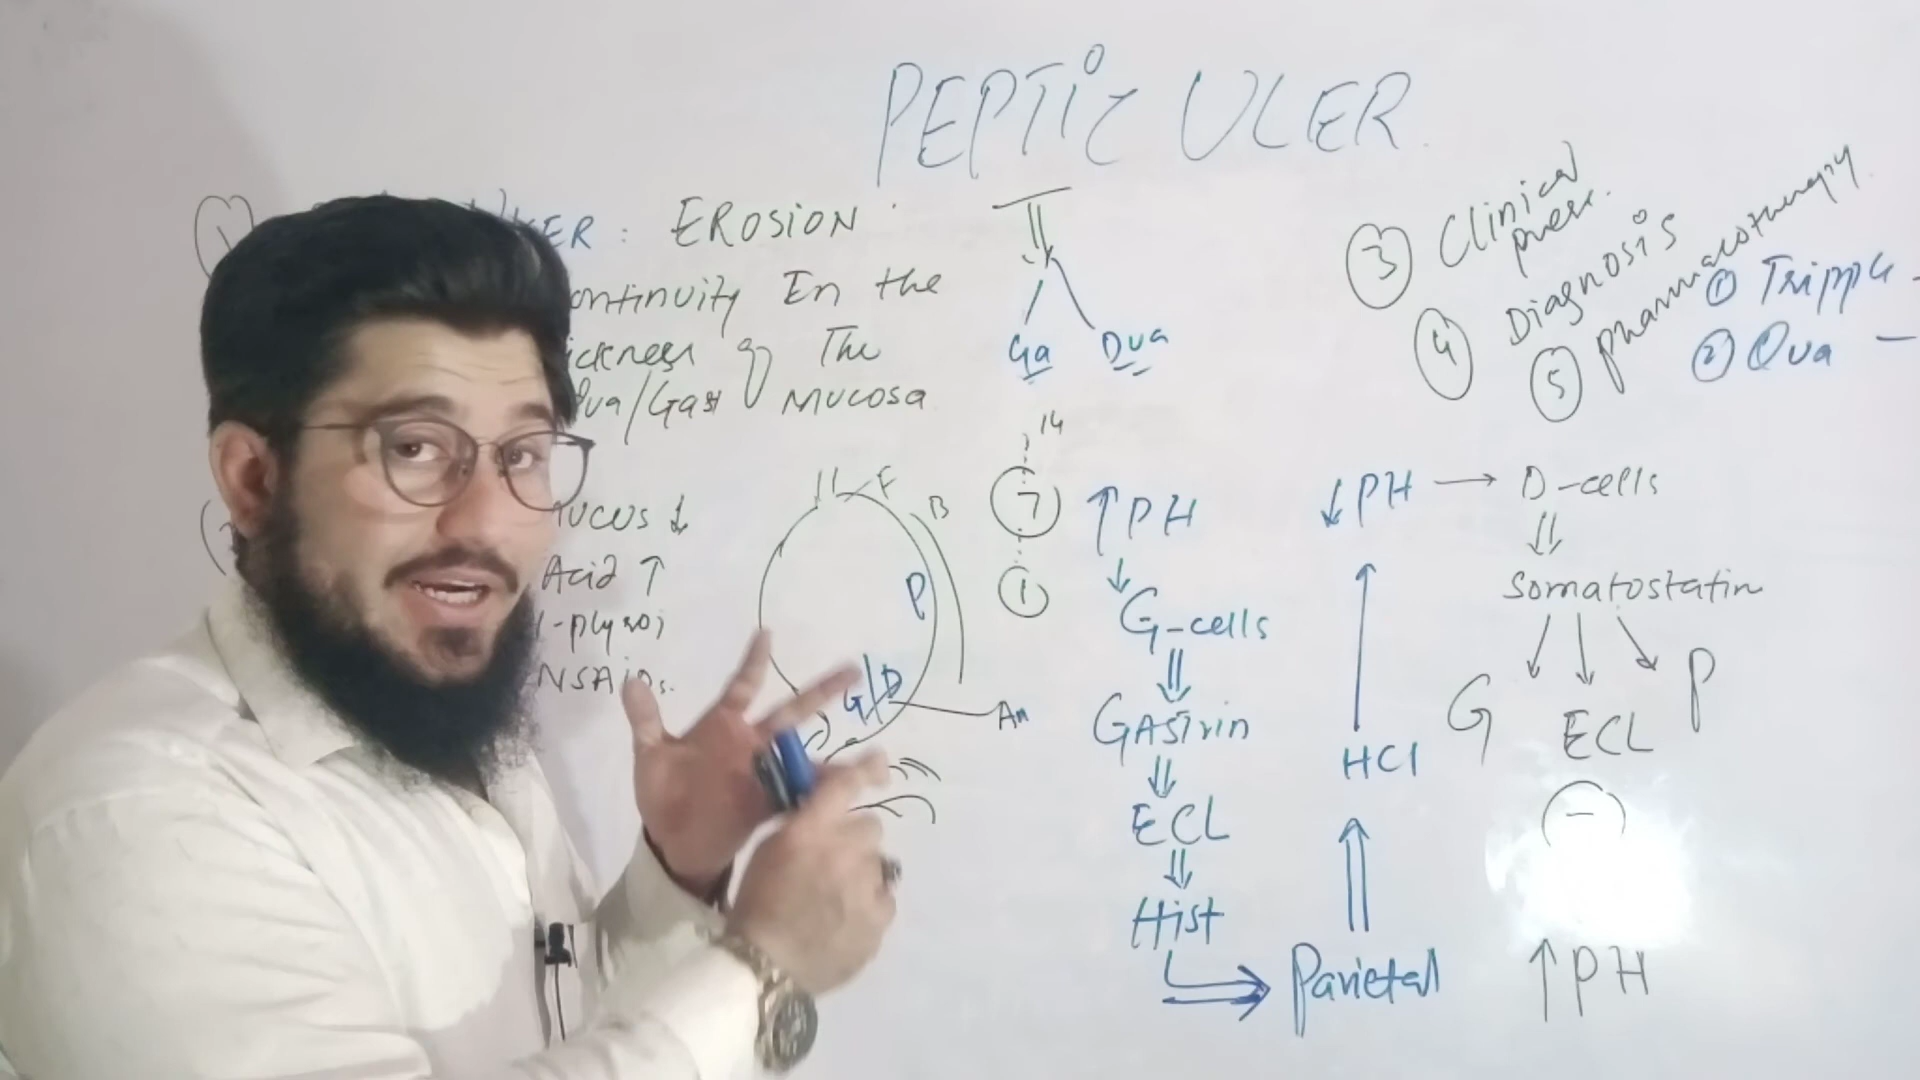 PEPTIC ULER
①
ER : EROSION
ontinuity In the
ickness of The
Dua/Gast Mucosa
Ga Dua
③ Clinical
prese.
④ Diagnosis
⑤ pharmacotherapy
① Tripple -
② Qua -
ucus ↓
Acid ↑
NSAIDs.
F
B
P
G/D
An
14
7
1
↑ PH
↓
G-cells
⇓
GASTrin
⇓
ECL
⇓
Hist
Parietal
HCl
↓ PH → D-cells
⇓
Somatostatin
G ECL P
(-)
↑ PH